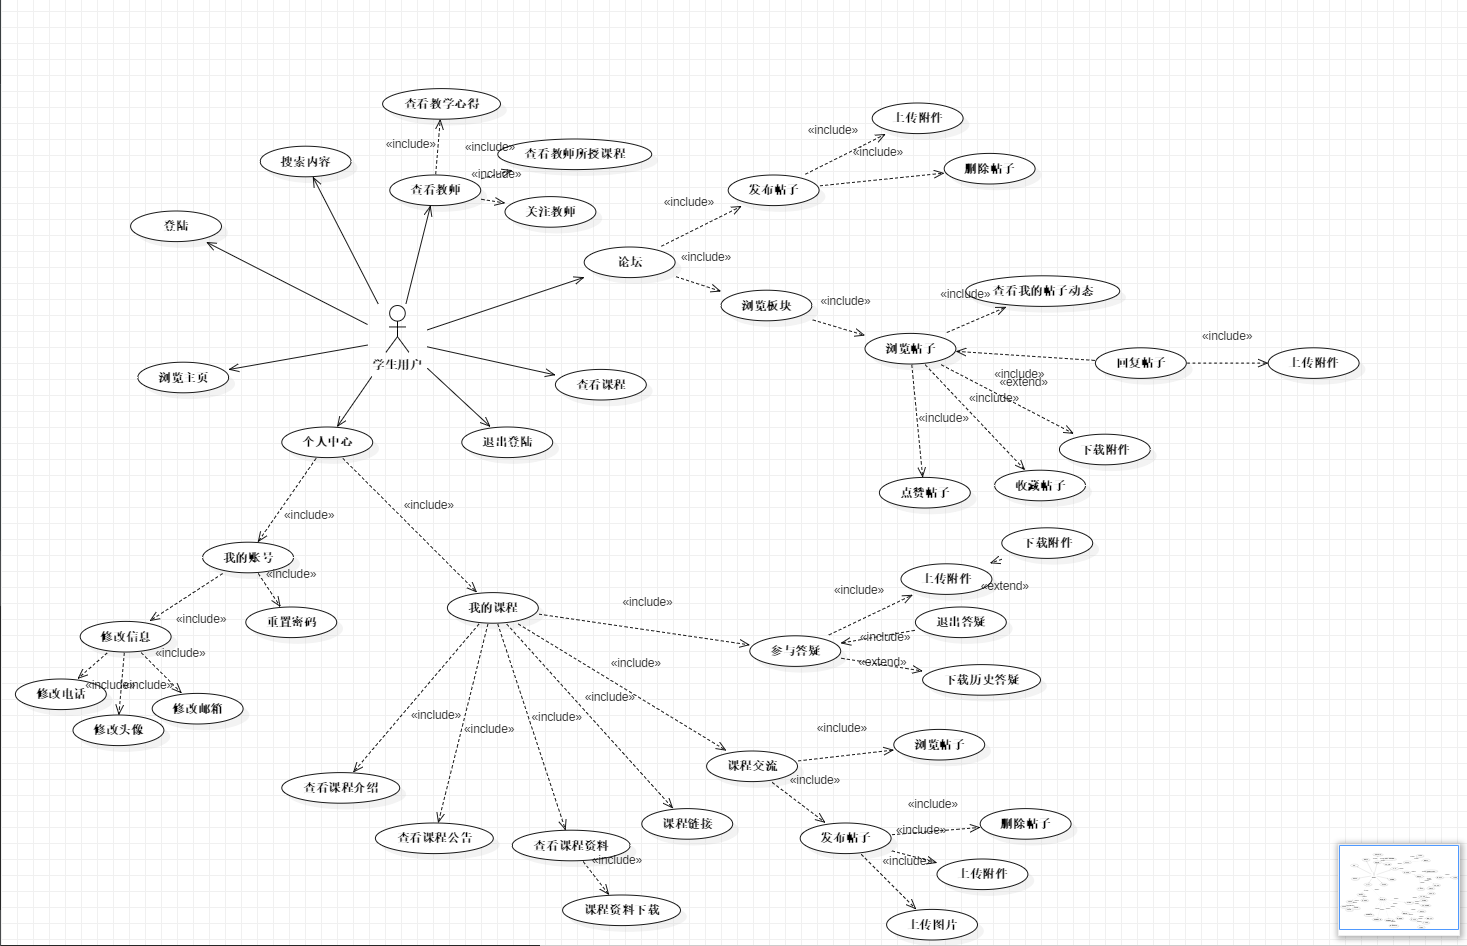 查看教学心得
«include»
上传附件
«include»
«include»
查看教师所授课程
«include»
搜索内容
删除帖子
«include»
查看教师
发布帖子
«include»
关注教师
登陆
论坛
«include»
查看我的帖子动态
«include»
浏览板块
«include»
浏览帖子
«include»
回复帖子
上传附件
学生用户
浏览主页
查看课程
«include»
«extend»
«include»
«include»
个人中心
退出登陆
下载附件
收藏帖子
点赞帖子
«include»
«include»
下载附件
我的账号
«include»
上传附件
«extend»
«include»
«include»
我的课程
«include»
重置密码
退出答疑
修改信息
«include»
参与答疑
«include»
«include»
«extend»
下载历史答疑
«include»
«include»
修改电话
修改邮箱
«include»
修改头像
«include»
«include»
«include»
«include»
浏览帖子
课程交流
«include»
查看课程介绍
«include»
课程链接
删除帖子
«include»
发布帖子
查看课程公告
查看课程资料
«include»
«include»
上传附件
课程资料下载
上传图片